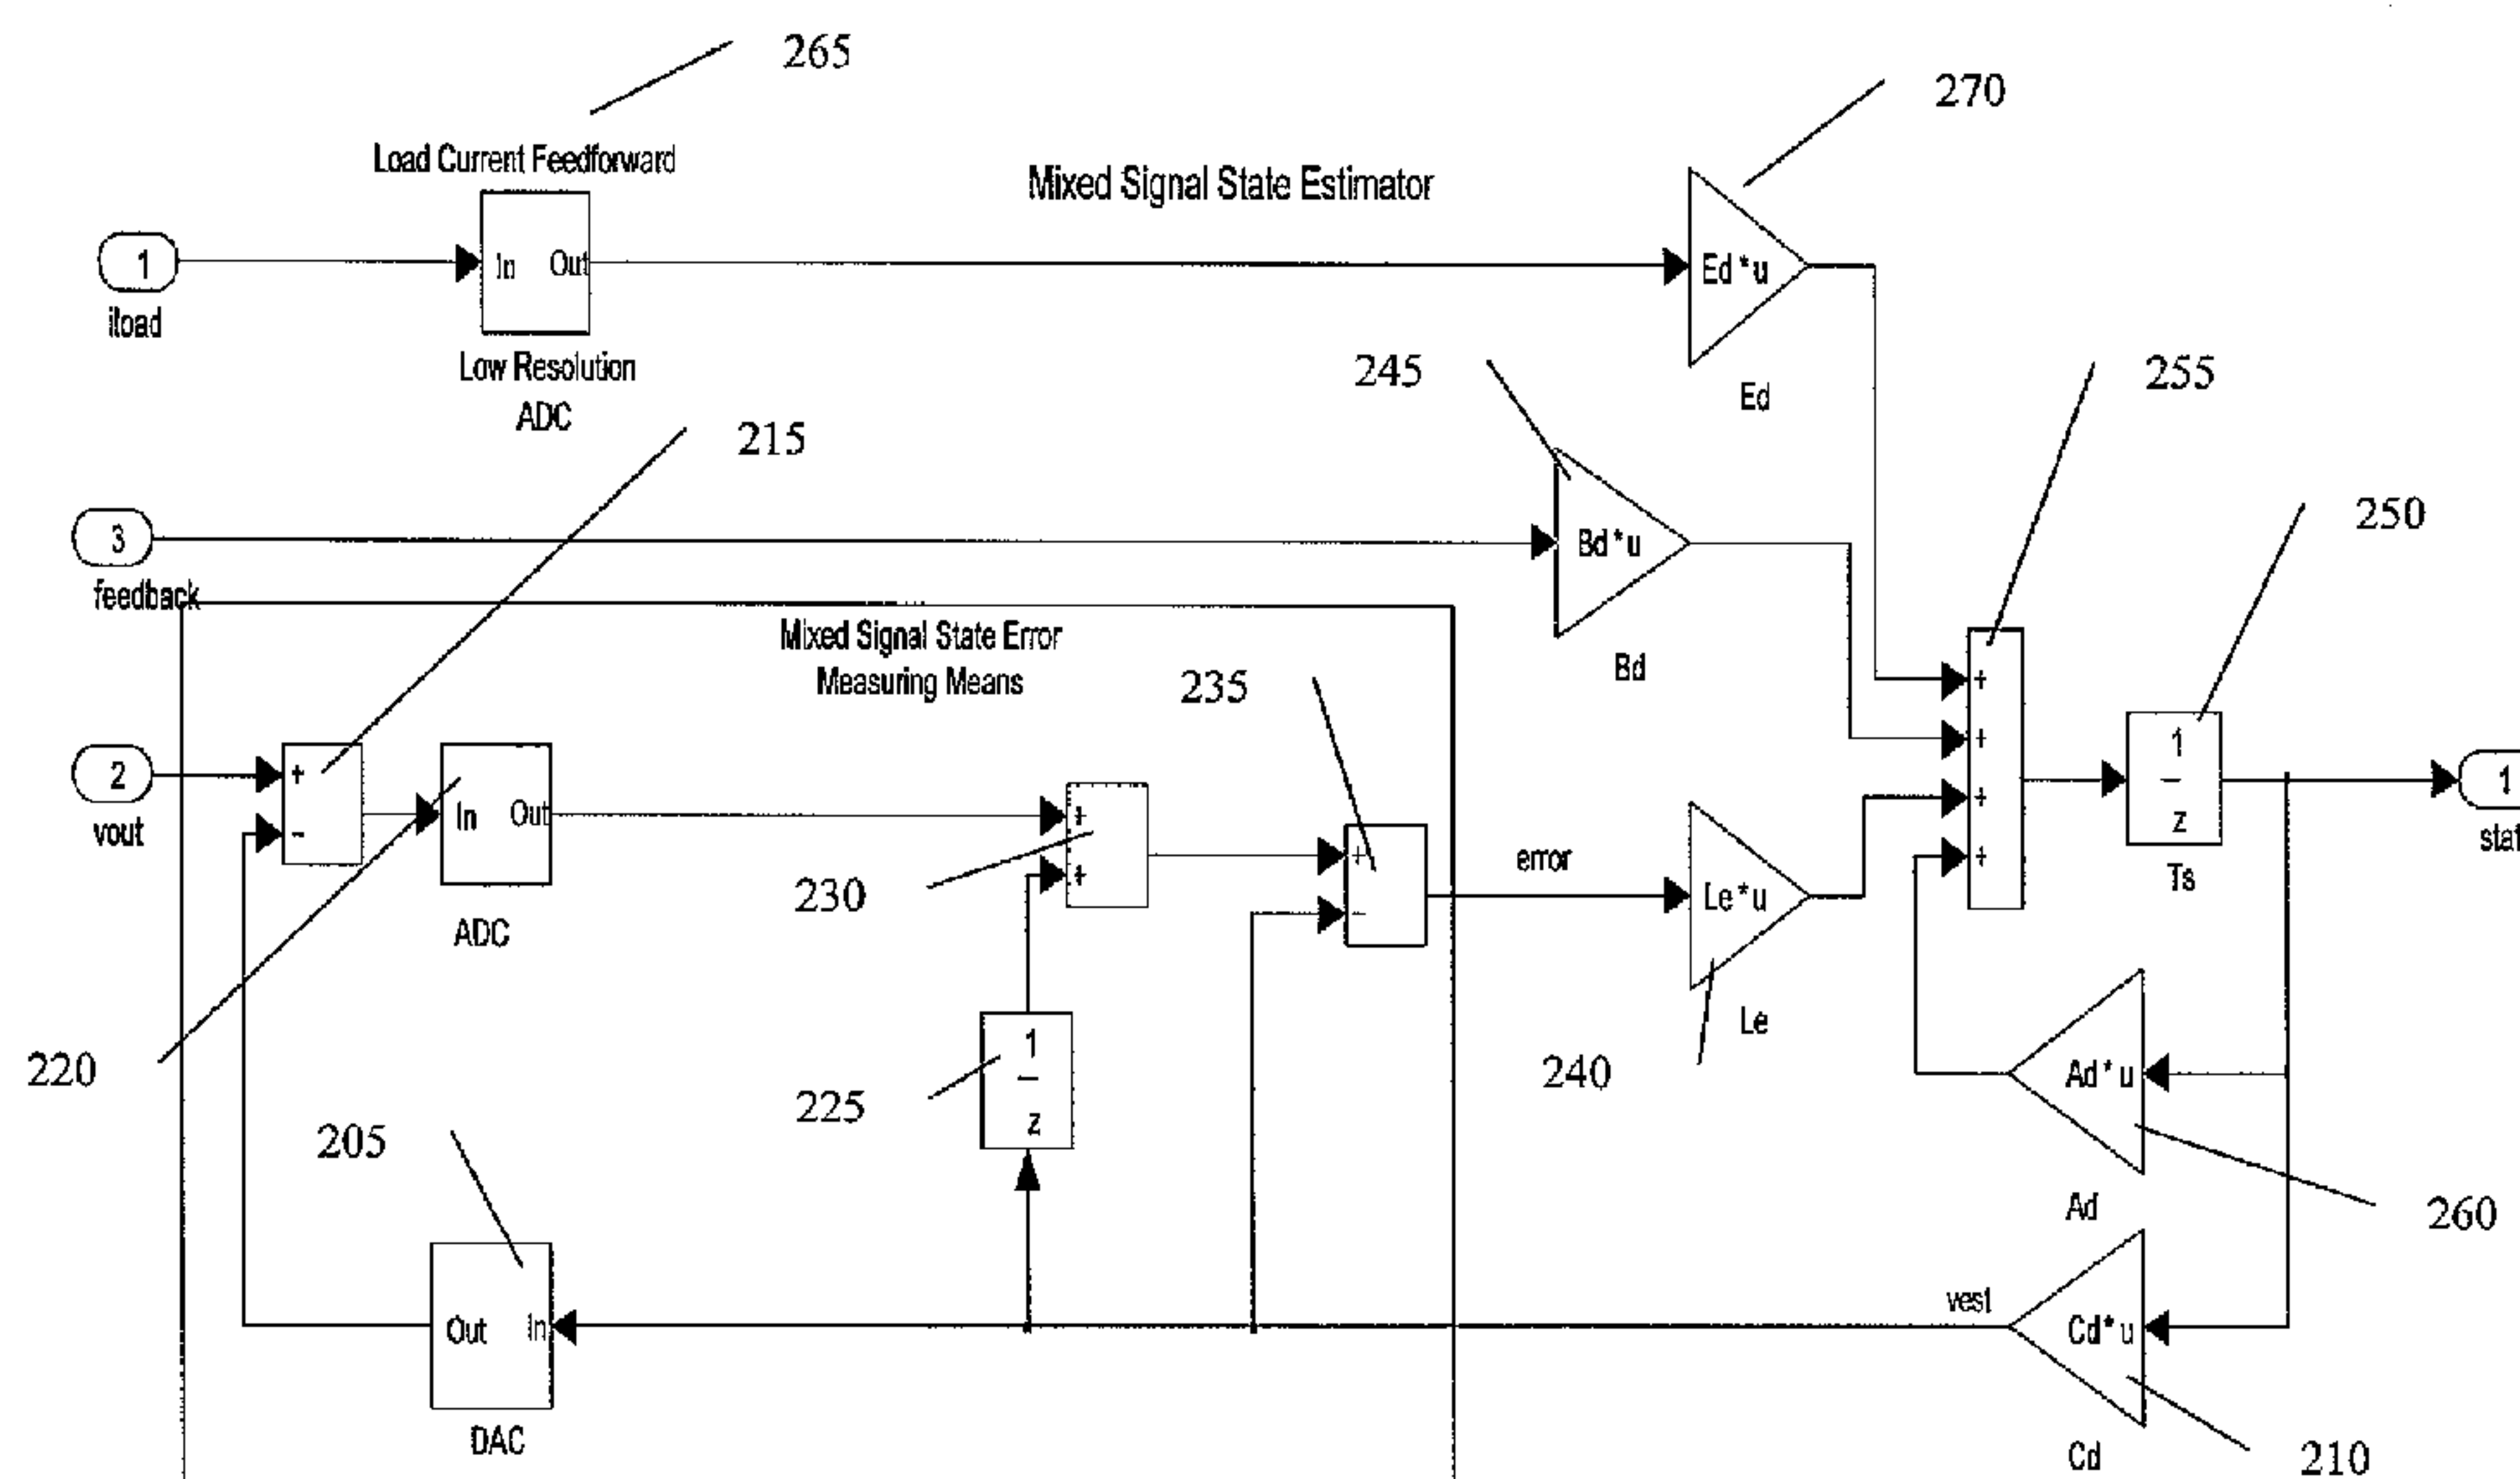 265
270
Load Current Feedforward
Mixed Signal State Estimator
1
In Out
Ed*u
iload
Low Resolution
ADC
Ed
245
255
215
250
3
feedback
Bd*u
Bd
Mixed Signal State Error
Measuring Means
235
2
vout
+
-
In Out
ADC
220
+
+
230
+
-
error
Le*u
Le
240
+
+
+
+
1
z
Ts
1
1
z
225
205
Ad*u
Ad
260
Out In
DAC
vest
Cd*u
Cd
210